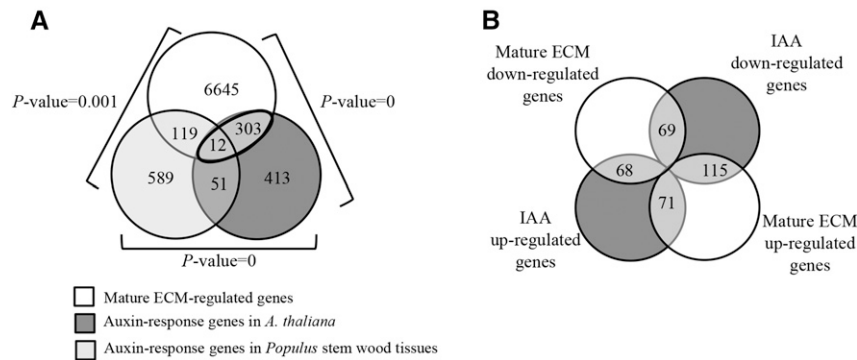 A
6645
P-value=0.001
P-value=0
119
303
12
589
51
413
P-value=0
Mature ECM-regulated genes
Auxin-response genes in A. thaliana
Auxin-response genes in Populus stem wood tissues
B
Mature ECM
down-regulated
genes
IAA
down-regulated
genes
69
68
115
71
IAA
up-regulated
genes
Mature ECM
up-regulated
genes